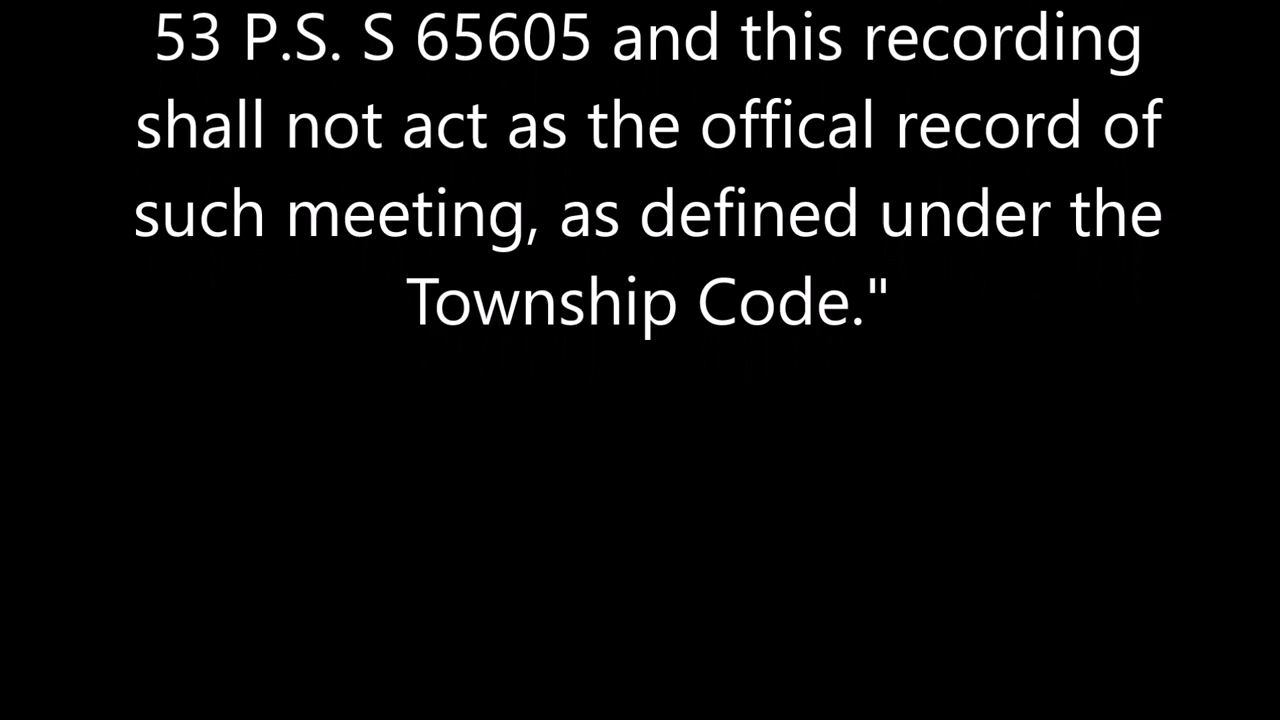 53 P.S. S 65605 and this recording
shall not act as the offical record of
such meeting, as defined under the
Township Code."